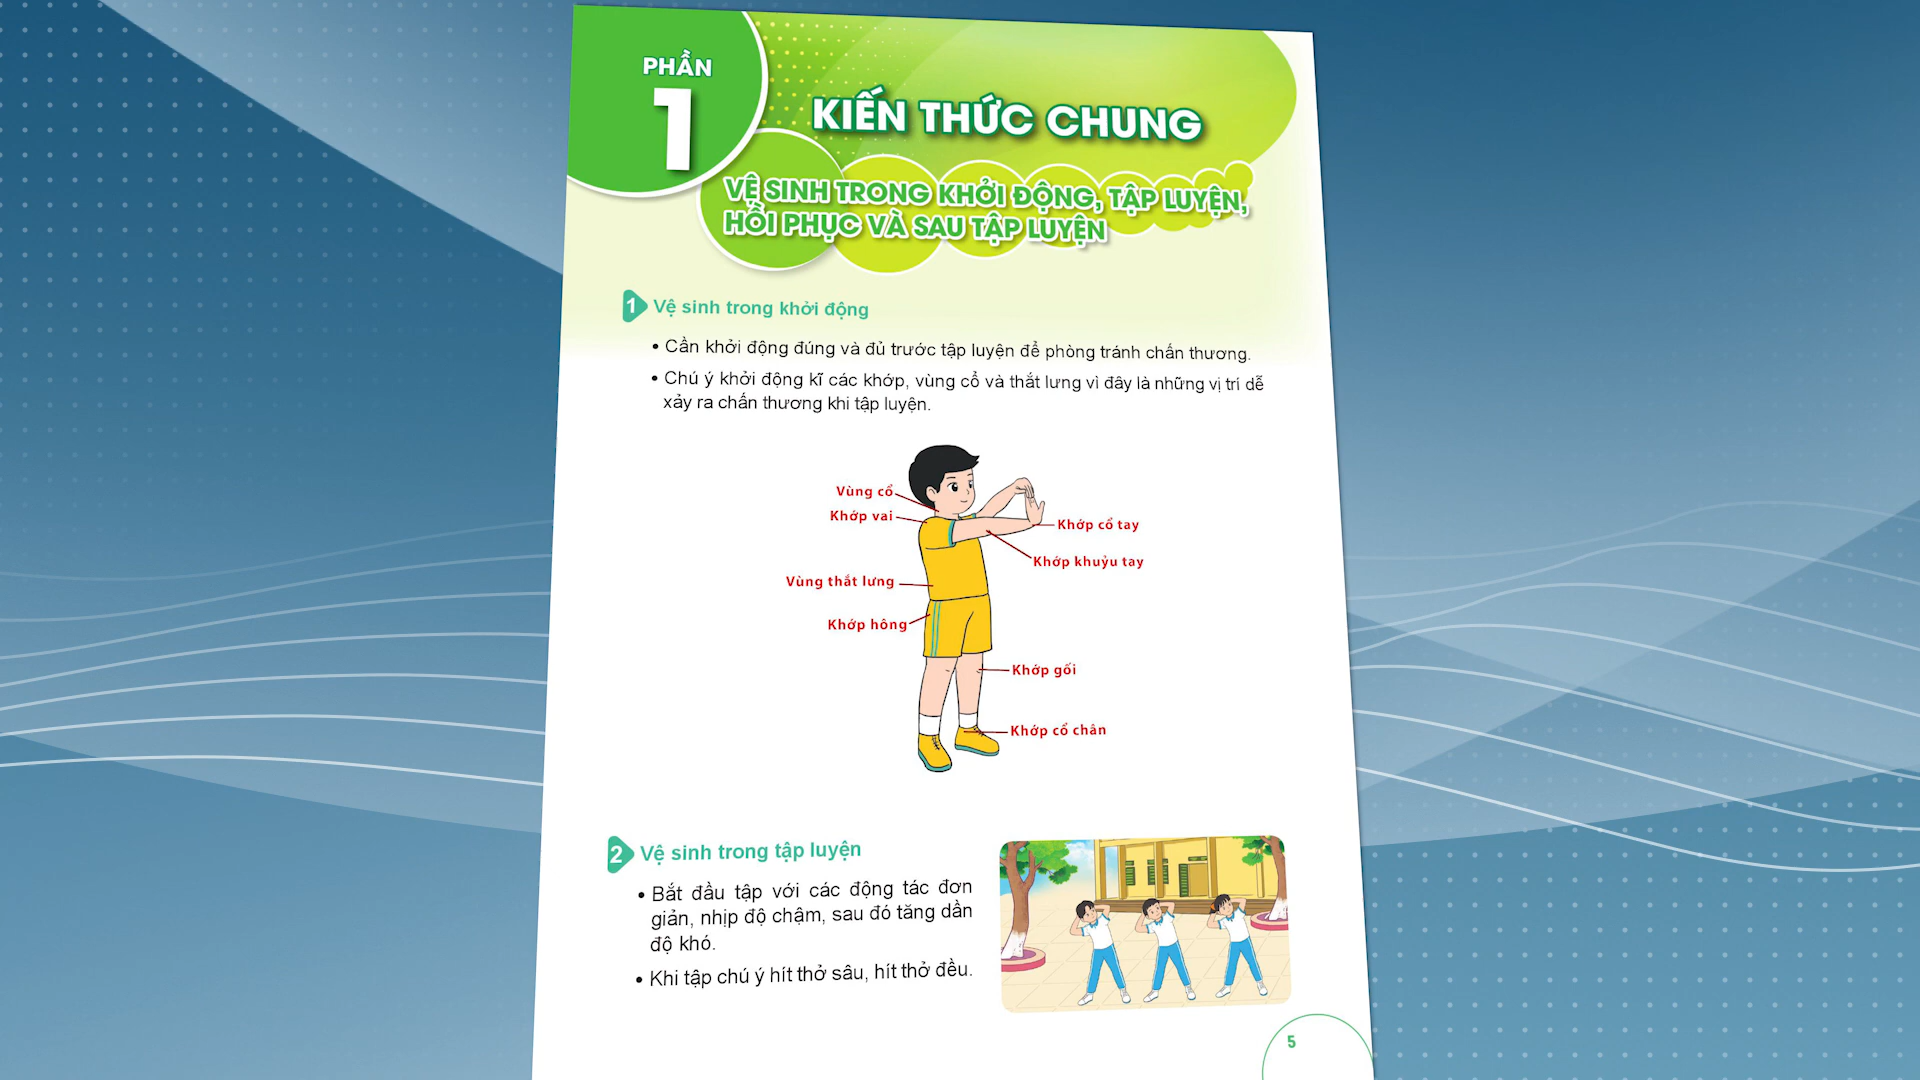 PHẦN
1
KIẾN THỨC CHUNG
VỆ SINH TRONG KHỞI ĐỘNG, TẬP LUYỆN,
HỒI PHỤC VÀ SAU TẬP LUYỆN
1 Vệ sinh trong khởi động
• Cần khởi động đúng và đủ trước tập luyện để phòng tránh chấn thương.
• Chú ý khởi động kĩ các khớp, vùng cổ và thắt lưng vì đây là những vị trí dễ
xảy ra chấn thương khi tập luyện.
Vùng cổ
Khớp vai
Khớp cổ tay
Khớp khuỷu tay
Vùng thắt lưng
Khớp hông
Khớp gối
Khớp cổ chân
2 Vệ sinh trong tập luyện
• Bắt đầu tập với các động tác đơn
giản, nhịp độ chậm, sau đó tăng dần
độ khó.
• Khi tập chú ý hít thở sâu, hít thở đều.
5